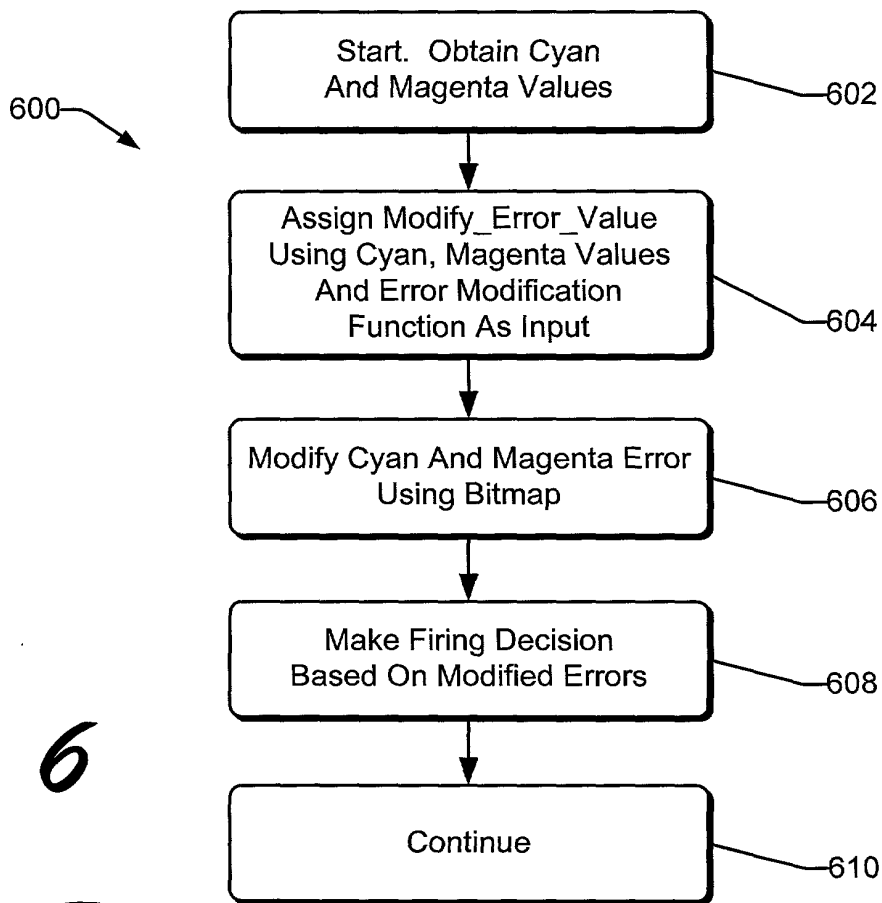 Start. Obtain Cyan
And Magenta Values
602
600
Assign Modify_Error_Value
Using Cyan, Magenta Values
And Error Modification
Function As Input
604
Modify Cyan And Magenta Error
Using Bitmap
606
Make Firing Decision
Based On Modified Errors
608
6
Continue
610